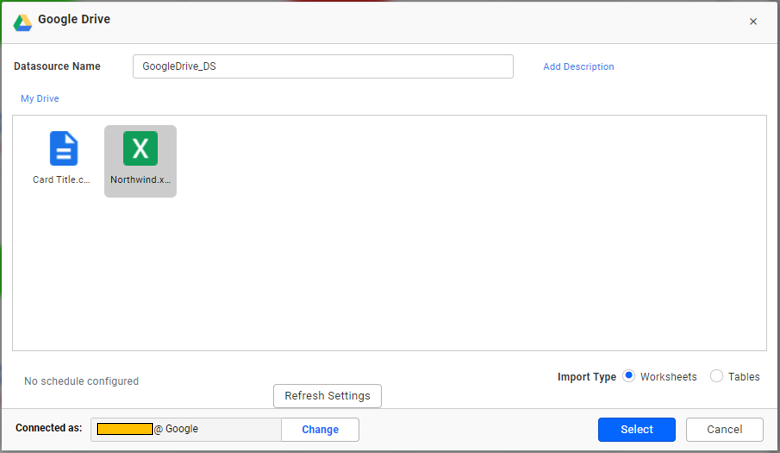 Google Drive
×
Datasource Name
GoogleDrive_DS
Add Description
My Drive
Card Title.c...
X
Northwind.x...
No schedule configured
Import Type
Worksheets
Tables
Refresh Settings
Connected as:
@ Google
Change
Select
Cancel